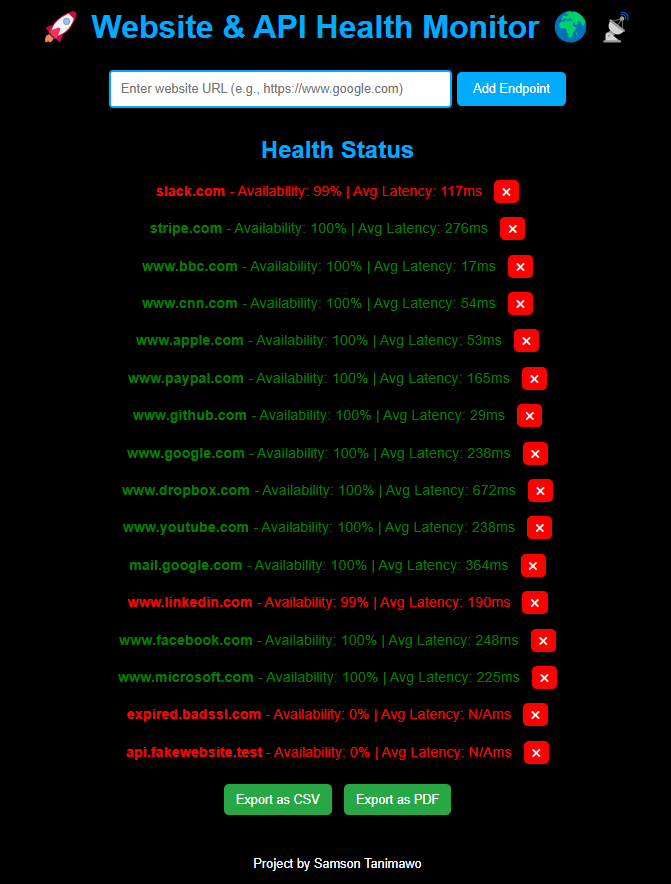 🚀 Website & API Health Monitor 🌍 📡
Enter website URL (e.g., https://www.google.com) Add Endpoint
Health Status
slack.com - Availability: 99% | Avg Latency: 117ms ×
stripe.com - Availability: 100% | Avg Latency: 276ms ×
www.bbc.com - Availability: 100% | Avg Latency: 17ms ×
www.cnn.com - Availability: 100% | Avg Latency: 54ms ×
www.apple.com - Availability: 100% | Avg Latency: 53ms ×
www.paypal.com - Availability: 100% | Avg Latency: 165ms ×
www.github.com - Availability: 100% | Avg Latency: 29ms ×
www.google.com - Availability: 100% | Avg Latency: 238ms ×
www.dropbox.com - Availability: 100% | Avg Latency: 672ms ×
www.youtube.com - Availability: 100% | Avg Latency: 238ms ×
mail.google.com - Availability: 100% | Avg Latency: 364ms ×
www.linkedin.com - Availability: 99% | Avg Latency: 190ms ×
www.facebook.com - Availability: 100% | Avg Latency: 248ms ×
www.microsoft.com - Availability: 100% | Avg Latency: 225ms ×
expired.badssl.com - Availability: 0% | Avg Latency: N/Ams ×
api.fakewebsite.test - Availability: 0% | Avg Latency: N/Ams ×
Export as CSV Export as PDF
Project by Samson Tanimawo